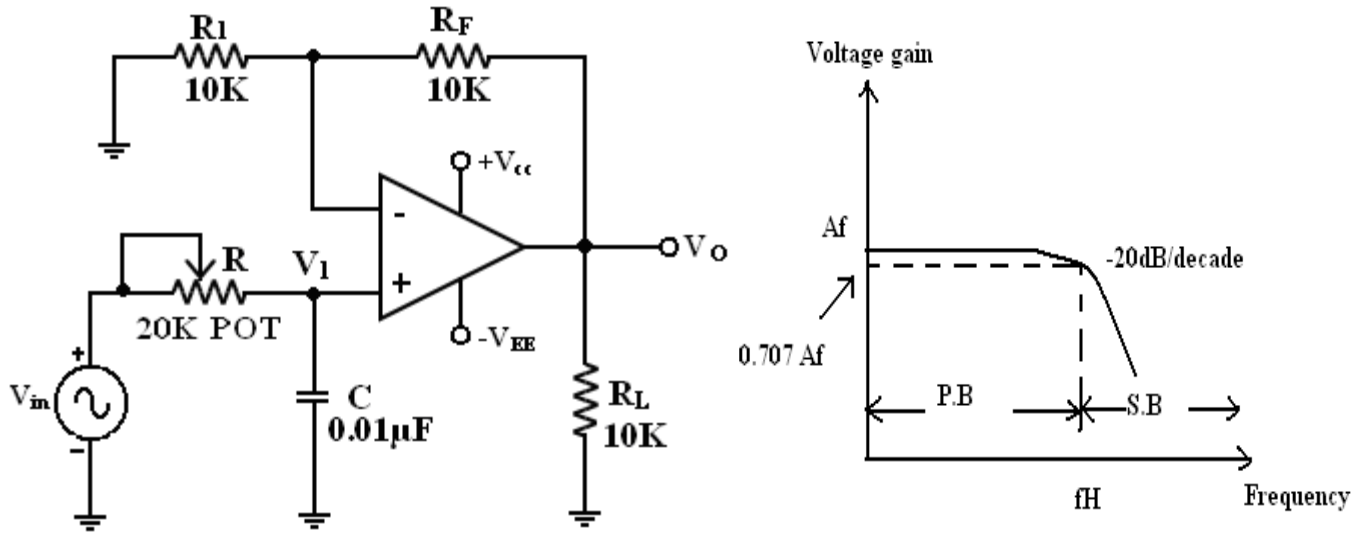 R1
10K
RF
10K
+Vcc
-
+
VO
-VEE
R
V1
20K POT
+
Vin
-
C
0.01µF
RL
10K
Voltage gain
Af
-20dB/decade
0.707 Af
P.B
S.B
fH
Frequency